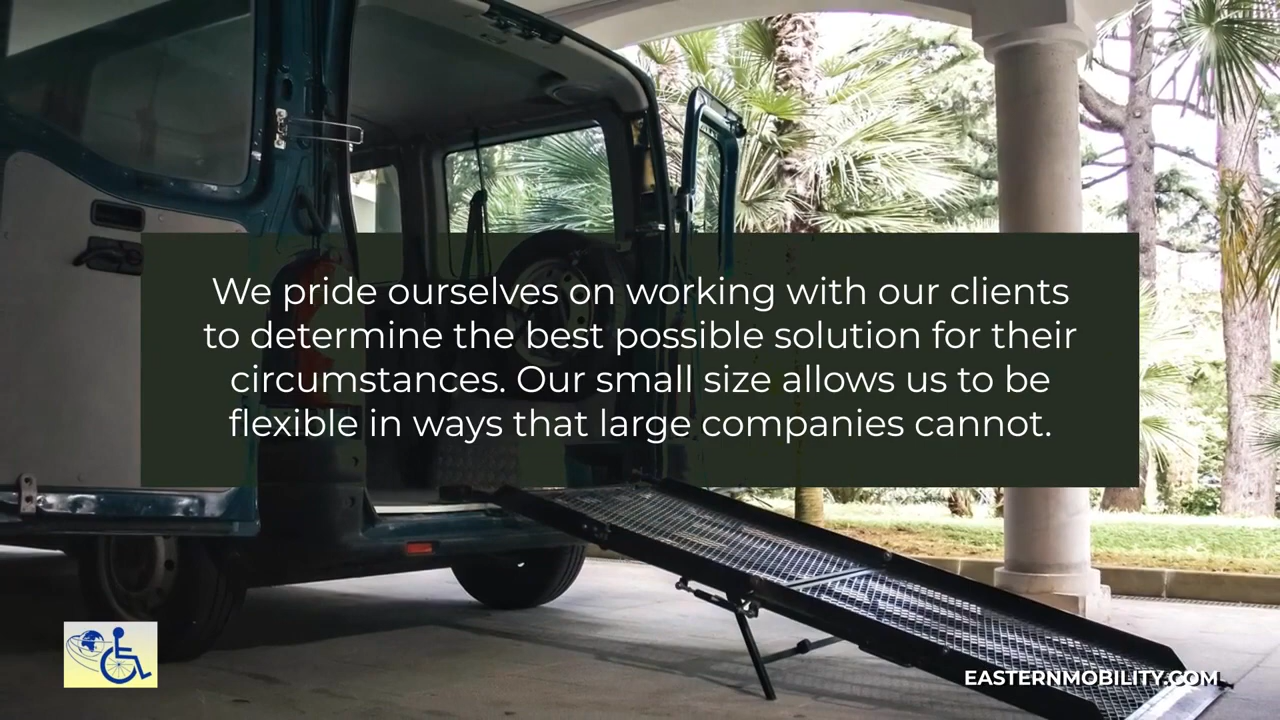 We pride ourselves on working with our clients
to determine the best possible solution for their
circumstances. Our small size allows us to be
flexible in ways that large companies cannot.
EASTERNMOBILITY.COM